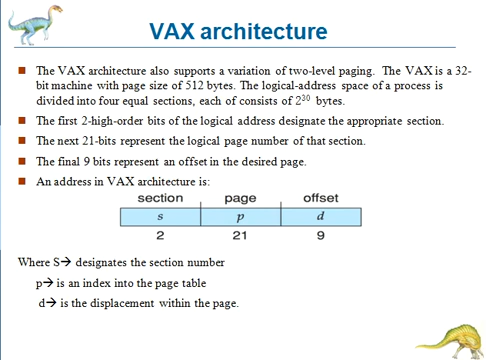 VAX architecture
The VAX architecture also supports a variation of two-level paging. The VAX is a 32-
bit machine with page size of 512 bytes. The logical-address space of a process is
divided into four equal sections, each of consists of 2^30 bytes.
The first 2-high-order bits of the logical address designate the appropriate section.
The next 21-bits represent the logical page number of that section.
The final 9 bits represent an offset in the desired page.
An address in VAX architecture is:
section page offset
s p d
2 21 9
Where S→ designates the section number
p→ is an index into the page table
d→ is the displacement within the page.